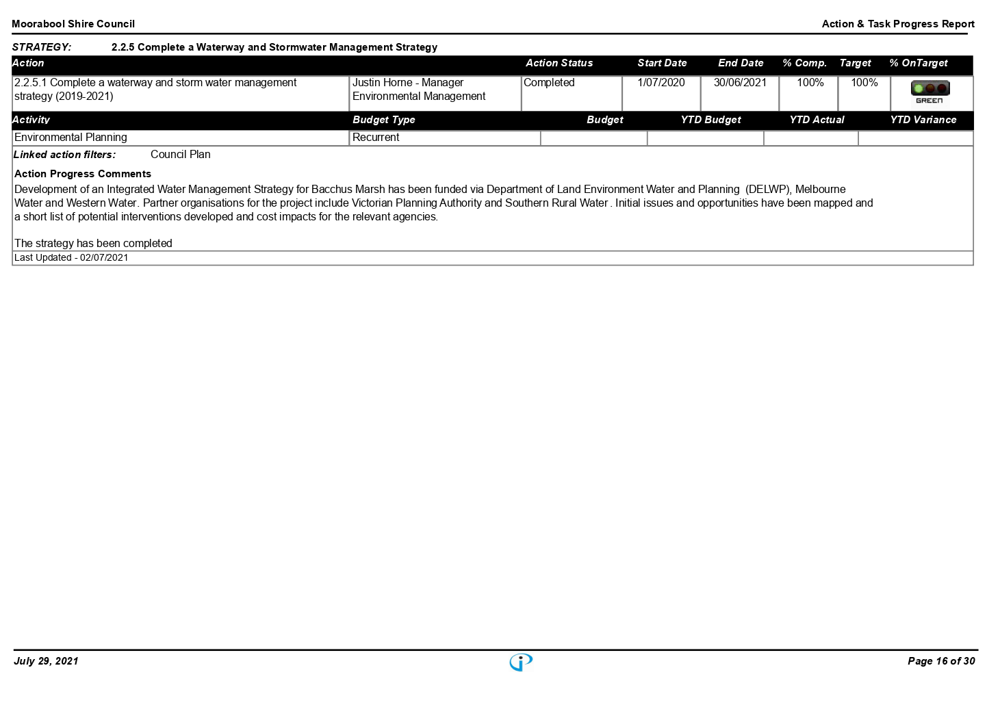 Moorabool Shire Council Action & Task Progress Report
STRATEGY: 2.2.5 Complete a Waterway and Stormwater Management Strategy
Action Action Status Start Date End Date % Comp. Target % OnTarget
2.2.5.1 Complete a waterway and storm water management Justin Horne - Manager Completed 1/07/2020 30/06/2021 100% 100%
strategy (2019-2021) Environmental Management GREEN
Activity Budget Type Budget YTD Budget YTD Actual YTD Variance
Environmental Planning Recurrent
Linked action filters: Council Plan
Action Progress Comments
Development of an Integrated Water Management Strategy for Bacchus Marsh has been funded via Department of Land Environment Water and Planning (DELWP), Melbourne
Water and Western Water. Partner organisations for the project include Victorian Planning Authority and Southern Rural Water. Initial issues and opportunities have been mapped and
a short list of potential interventions developed and cost impacts for the relevant agencies.
The strategy has been completed
Last Updated - 02/07/2021
July 29, 2021 Page 16 of 30